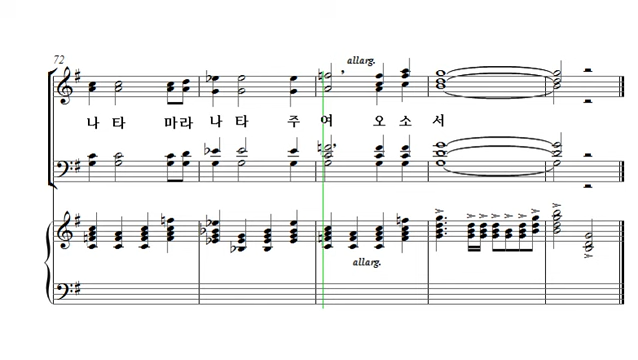 72
allarg.
나 타 마라 나 타 주 여 오 소 서
allarg.